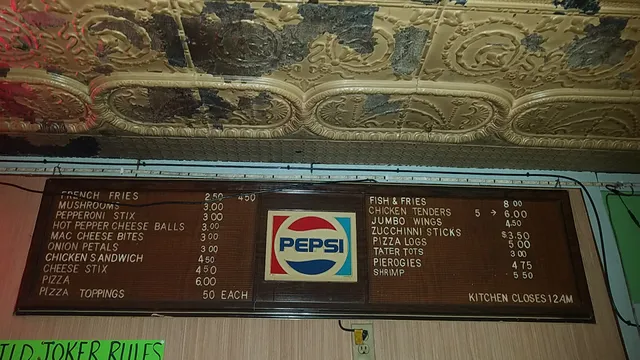 FRENCH FRIES 2.50 4.50
MUSHROOMS 3.00
PEPPERONI STIX 3.00
HOT PEPPER CHEESE BALLS 3.00
MAC CHEESE BITES 3.00
ONION PETALS 3.00
CHICKEN SANDWICH 4.50
CHEESE STIX 4.50
PIZZA 6.00
PIZZA TOPPINGS 50 EACH
PEPSI
FISH & FRIES 8.00
CHICKEN TENDERS 5 → 6.00
JUMBO WINGS 4.50
ZUCCHINNI STICKS $3.50
PIZZA LOGS 5.00
TATER TOTS 3.00
PIEROGIES 4.75
SHRIMP 5.50
KITCHEN CLOSES 12AM
ILD JOKER RULES